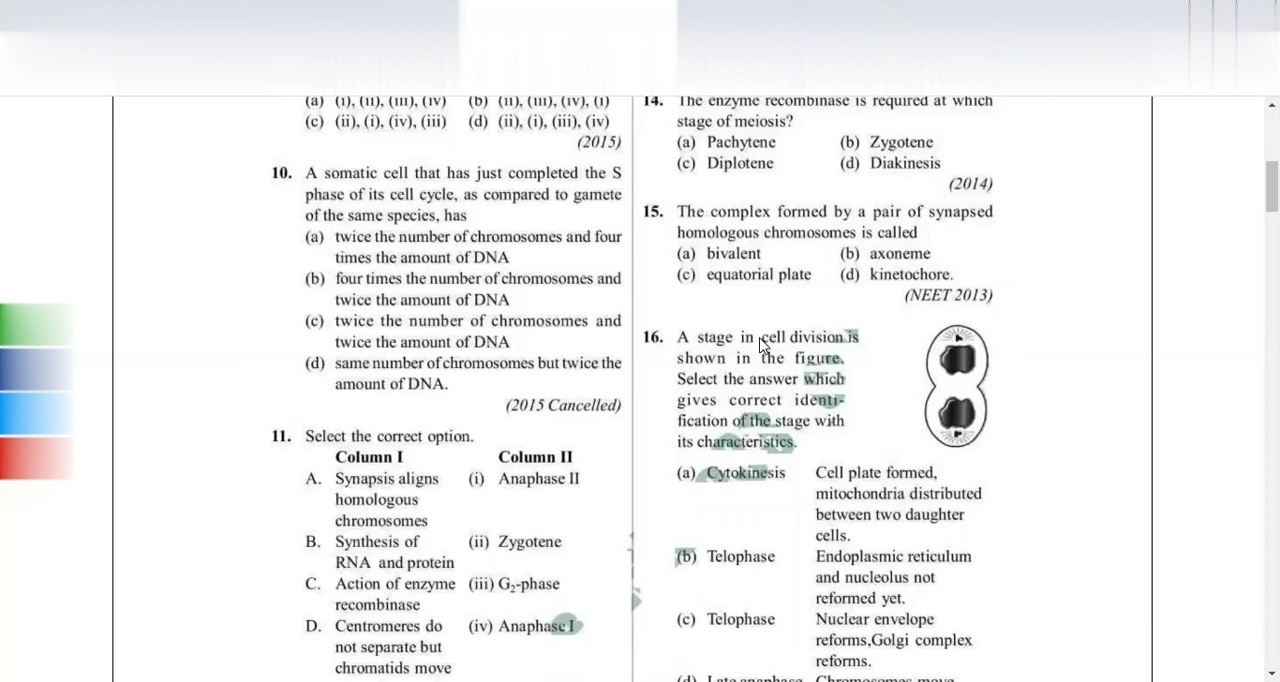 (a) (i), (ii), (iii), (iv) (b) (ii), (iii), (iv), (i)
(c) (ii), (i), (iv), (iii) (d) (ii), (i), (iii), (iv)
(2015)
10. A somatic cell that has just completed the S
phase of its cell cycle, as compared to gamete
of the same species, has
(a) twice the number of chromosomes and four
times the amount of DNA
(b) four times the number of chromosomes and
twice the amount of DNA
(c) twice the number of chromosomes and
twice the amount of DNA
(d) same number of chromosomes but twice the
amount of DNA.
(2015 Cancelled)
11. Select the correct option.
Column I Column II
A. Synapsis aligns (i) Anaphase II
homologous
chromosomes
B. Synthesis of (ii) Zygotene
RNA and protein
C. Action of enzyme (iii) G₂-phase
recombinase
D. Centromeres do (iv) Anaphase I
not separate but
chromatids move
14. The enzyme recombinase is required at which
stage of meiosis?
(a) Pachytene (b) Zygotene
(c) Diplotene (d) Diakinesis
(2014)
15. The complex formed by a pair of synapsed
homologous chromosomes is called
(a) bivalent (b) axoneme
(c) equatorial plate (d) kinetochore.
(NEET 2013)
16. A stage in cell division is
shown in the figure.
Select the answer which
gives correct identi-
fication of the stage with
its characteristics.
(a) Cytokinesis Cell plate formed,
mitochondria distributed
between two daughter
cells.
(b) Telophase Endoplasmic reticulum
and nucleolus not
reformed yet.
(c) Telophase Nuclear envelope
reforms,Golgi complex
reforms.
(d) Late anaphase Chromosomes move